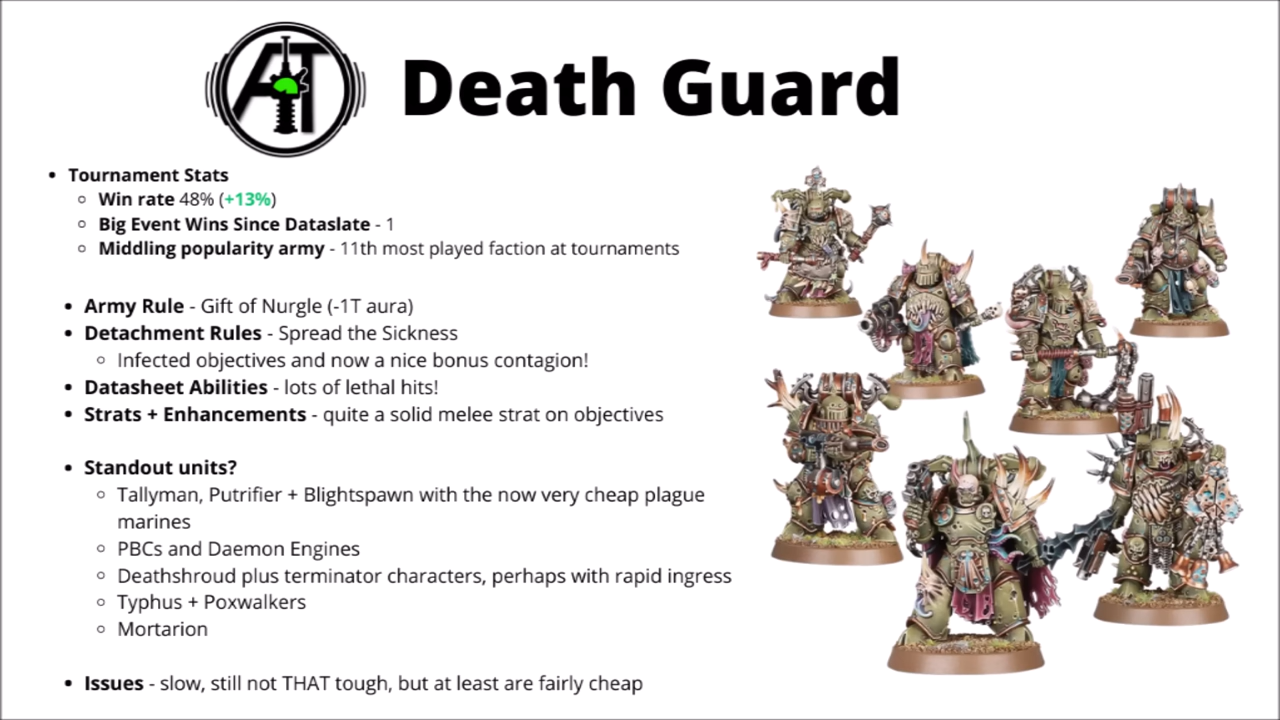 AT
Death Guard
• Tournament Stats
○ Win rate 48% (+13%)
○ Big Event Wins Since Dataslate - 1
○ Middling popularity army - 11th most played faction at tournaments
• Army Rule - Gift of Nurgle (-1T aura)
• Detachment Rules - Spread the Sickness
○ Infected objectives and now a nice bonus contagion!
• Datasheet Abilities - lots of lethal hits!
• Strats + Enhancements - quite a solid melee strat on objectives
• Standout units?
○ Tallyman, Putrifier + Blightspawn with the now very cheap plague
marines
○ PBCs and Daemon Engines
○ Deathshroud plus terminator characters, perhaps with rapid ingress
○ Typhus + Poxwalkers
○ Mortarion
• Issues - slow, still not THAT tough, but at least are fairly cheap